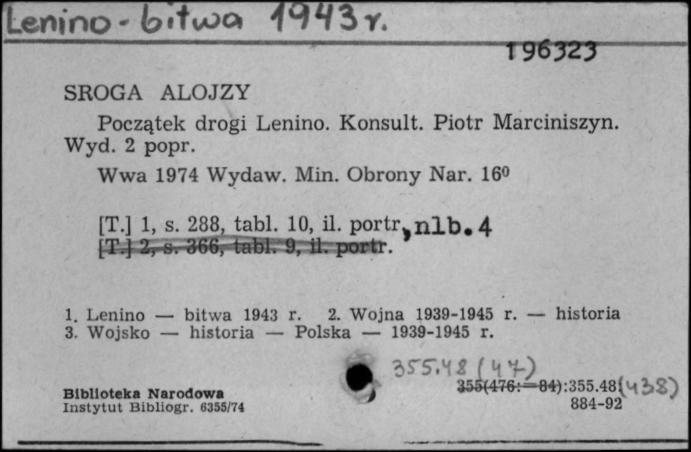 Lenino - bitwa 1943 r.
196323
SROGA ALOJZY
Początek drogi Lenino. Konsult. Piotr Marciniszyn.
Wyd. 2 popr.
Wwa 1974 Wydaw. Min. Obrony Nar. 16⁰
[T.] 1, s. 288, tabl. 10, il. portr, nlb. 4
[T.] 2, s. 366, tabl. 9, il. portr.
1. Lenino — bitwa 1943 r. 2. Wojna 1939-1945 r. — historia
3. Wojsko — historia — Polska — 1939-1945 r.
355.48 (47)
355(476:=84):355.48:(438)
884-92
Biblioteka Narodowa
Instytut Bibliogr. 6355/74